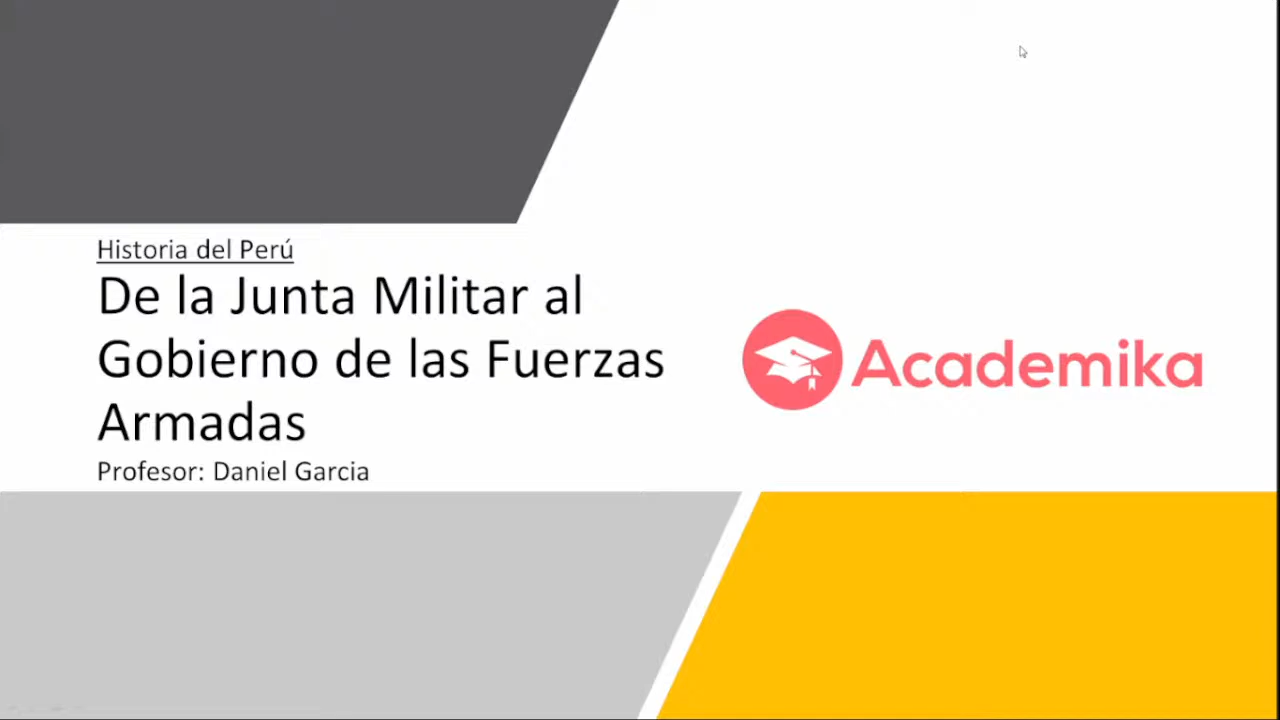 Historia del Perú
De la Junta Militar al
Gobierno de las Fuerzas
Armadas
Profesor: Daniel Garcia
Academika